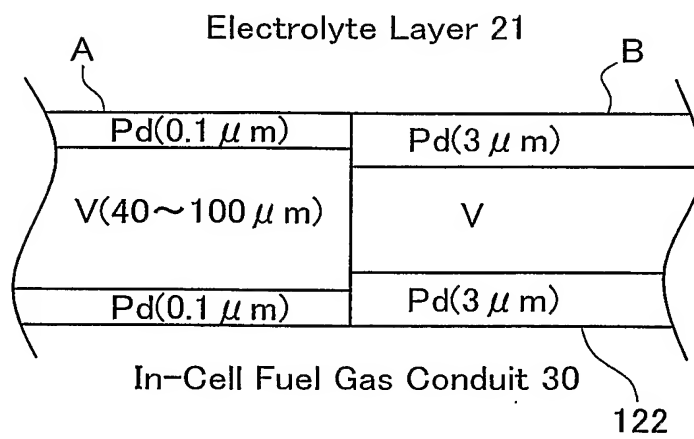 Electrolyte Layer 21
A B
Pd(0.1 μm) Pd(3 μm)
V(40～100 μm) V
Pd(0.1 μm) Pd(3 μm)
In-Cell Fuel Gas Conduit 30
122